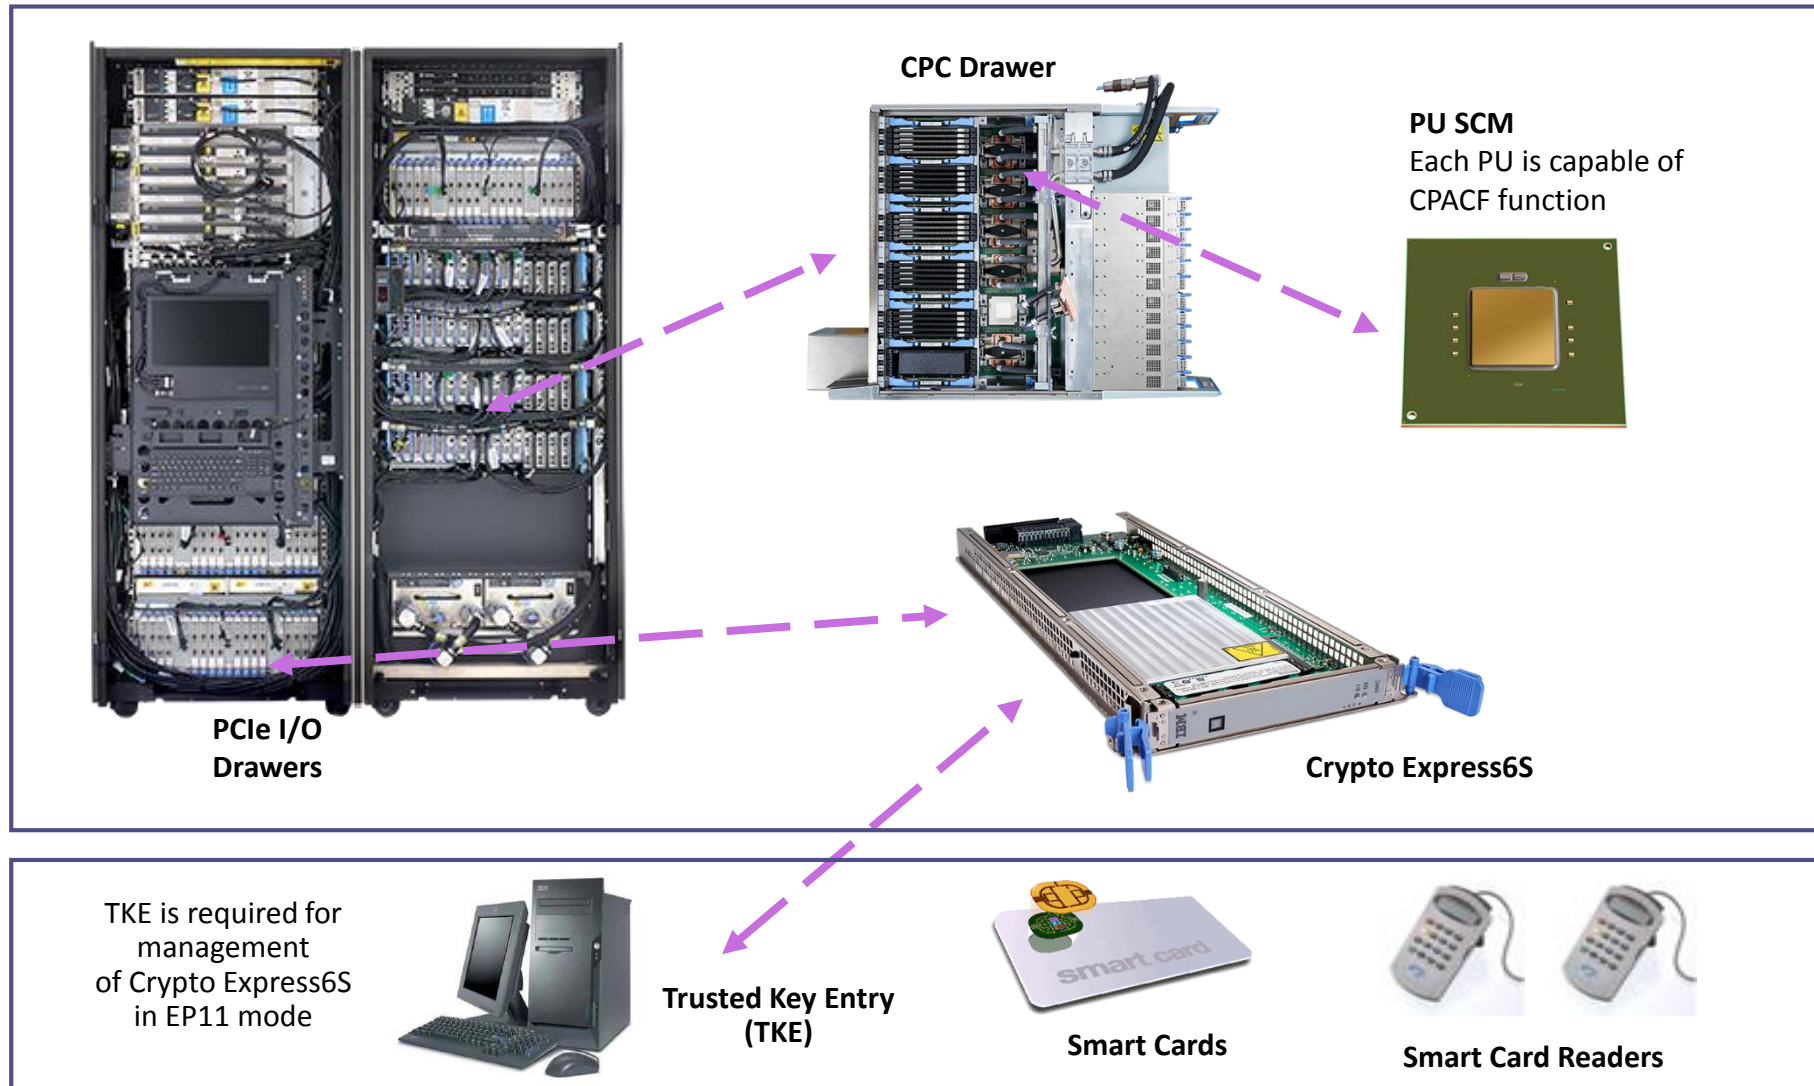 CPC Drawer
PU SCM
Each PU is capable of
CPACF function
PCIe I/O
Drawers
IBM
Crypto Express6S
TKE is required for
management
of Crypto Express6S
in EP11 mode
Trusted Key Entry
(TKE)
smart card
Smart Cards
Smart Card Readers